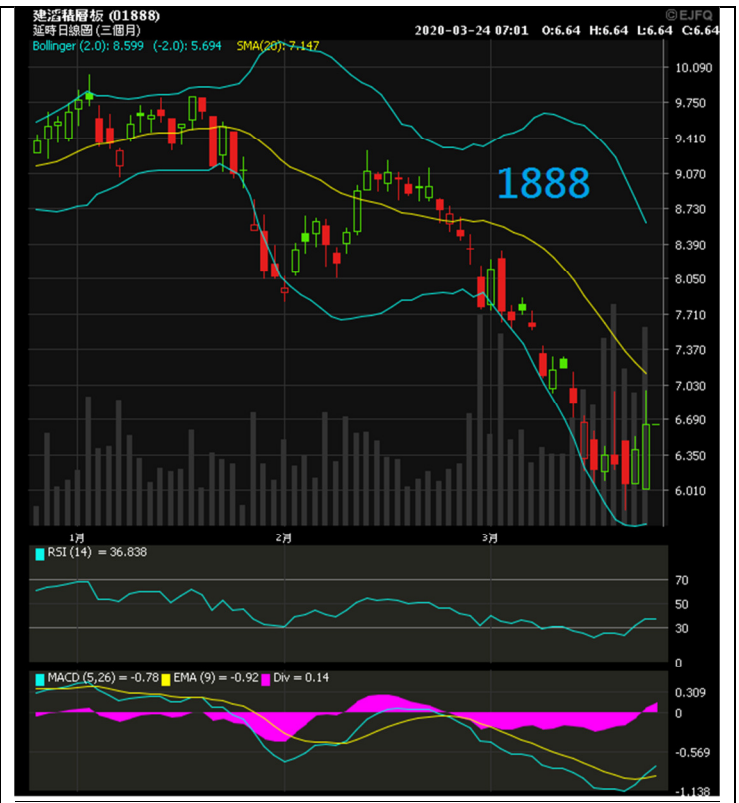 建滔積層板 (01888)
©EJFQ
延時日線圖 (三個月)
2020-03-24 07:01 O:6.64 H:6.64 L:6.64 C:6.64
Bollinger (2.0): 8.599 (-2.0): 5.694 SMA(20): 7.147
10.090
9.750
9.410
9.070
1888
8.730
8.390
8.050
7.710
7.370
7.030
6.690
6.350
6.010
1月 2月 3月
RSI (14) = 36.838
70
50
30
0
MACD (5,26) = -0.78 EMA (9) = -0.92 Div = 0.14
0.309
0
-0.569
-1.138